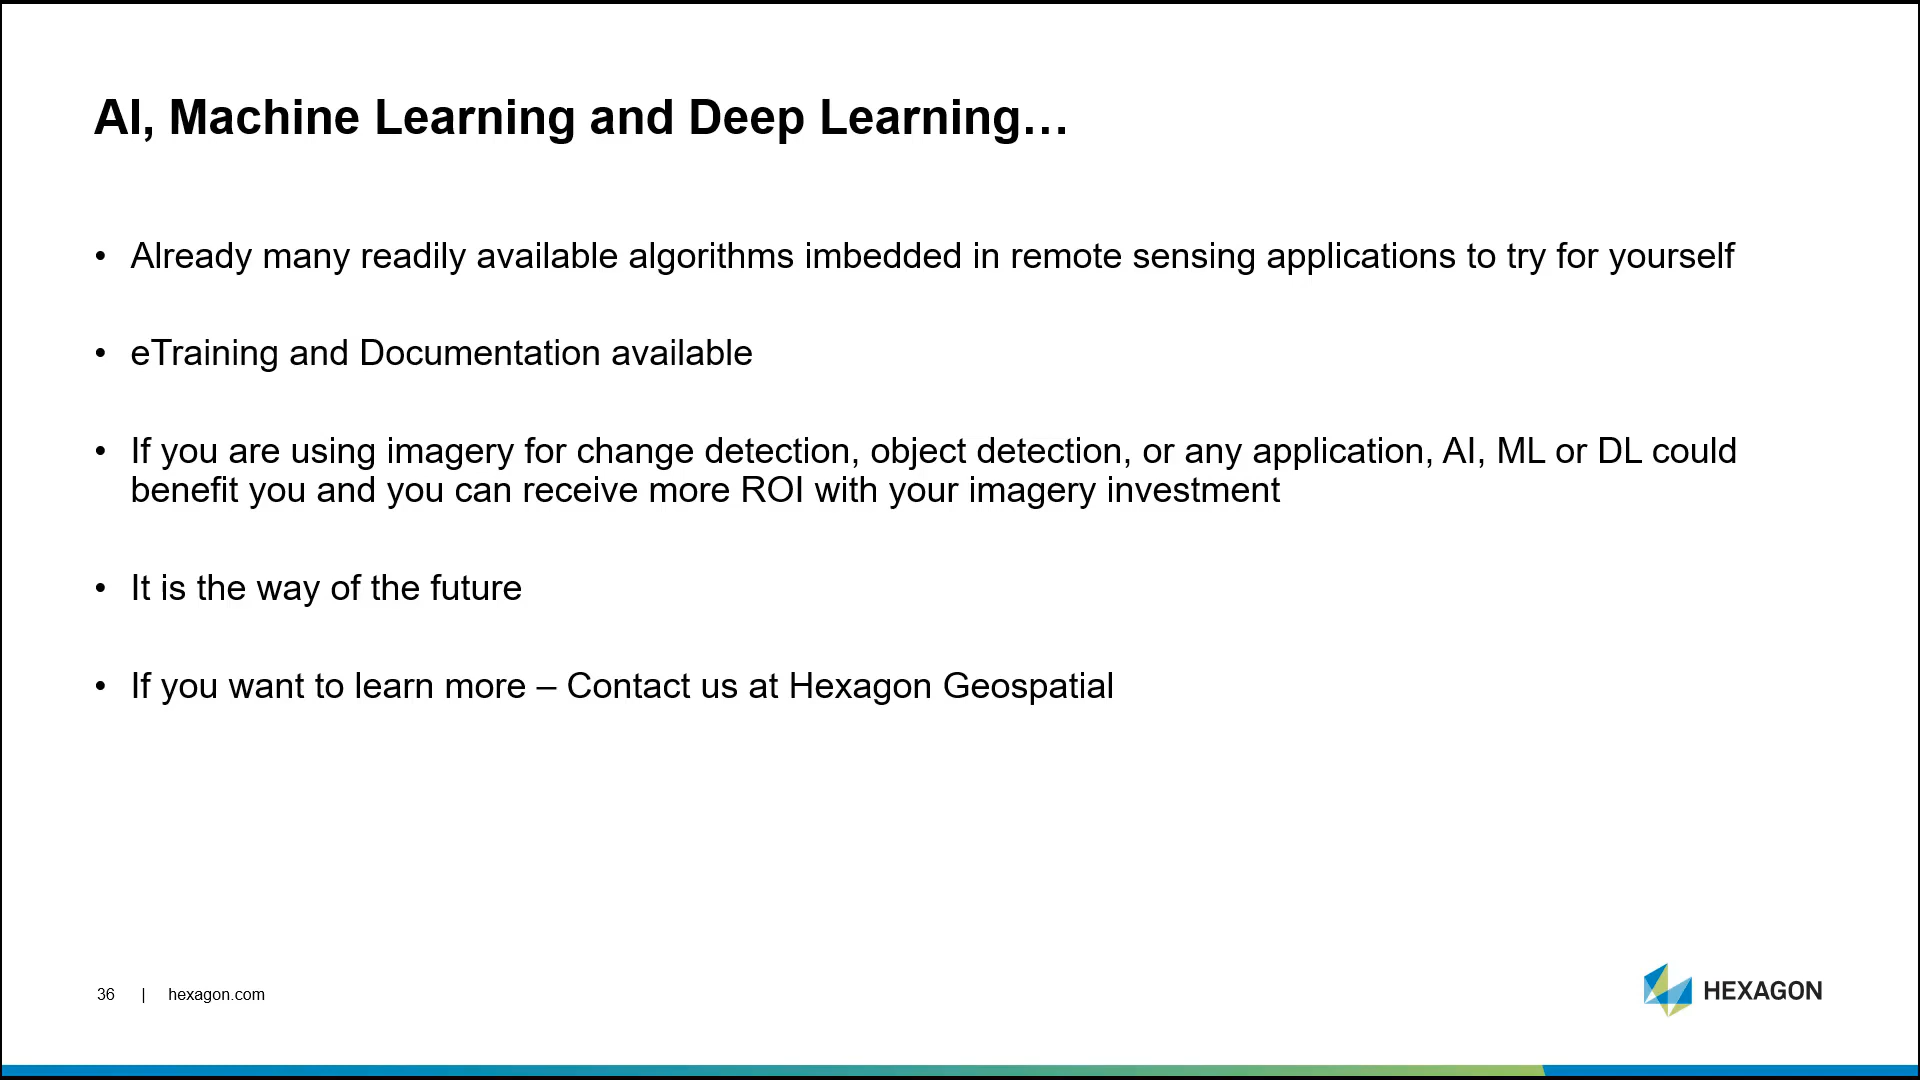 AI, Machine Learning and Deep Learning…
• Already many readily available algorithms imbedded in remote sensing applications to try for yourself
• eTraining and Documentation available
• If you are using imagery for change detection, object detection, or any application, AI, ML or DL could
benefit you and you can receive more ROI with your imagery investment
• It is the way of the future
• If you want to learn more – Contact us at Hexagon Geospatial
36 | hexagon.com
HEXAGON